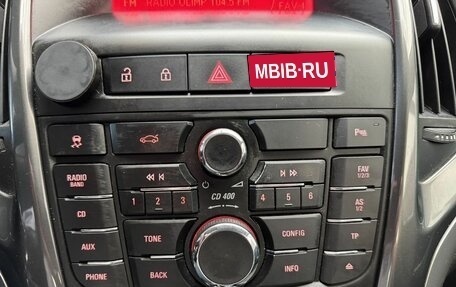 FM RADIO OLIMP 104.5 FM
FAV 1
MBIB-RU
RADIO
BAND
FAV
1/2/3
1 2 3
4 5 6
CD
CD 400
AS
1/2
AUX
TONE
CONFIG
TP
PHONE
BACK
INFO